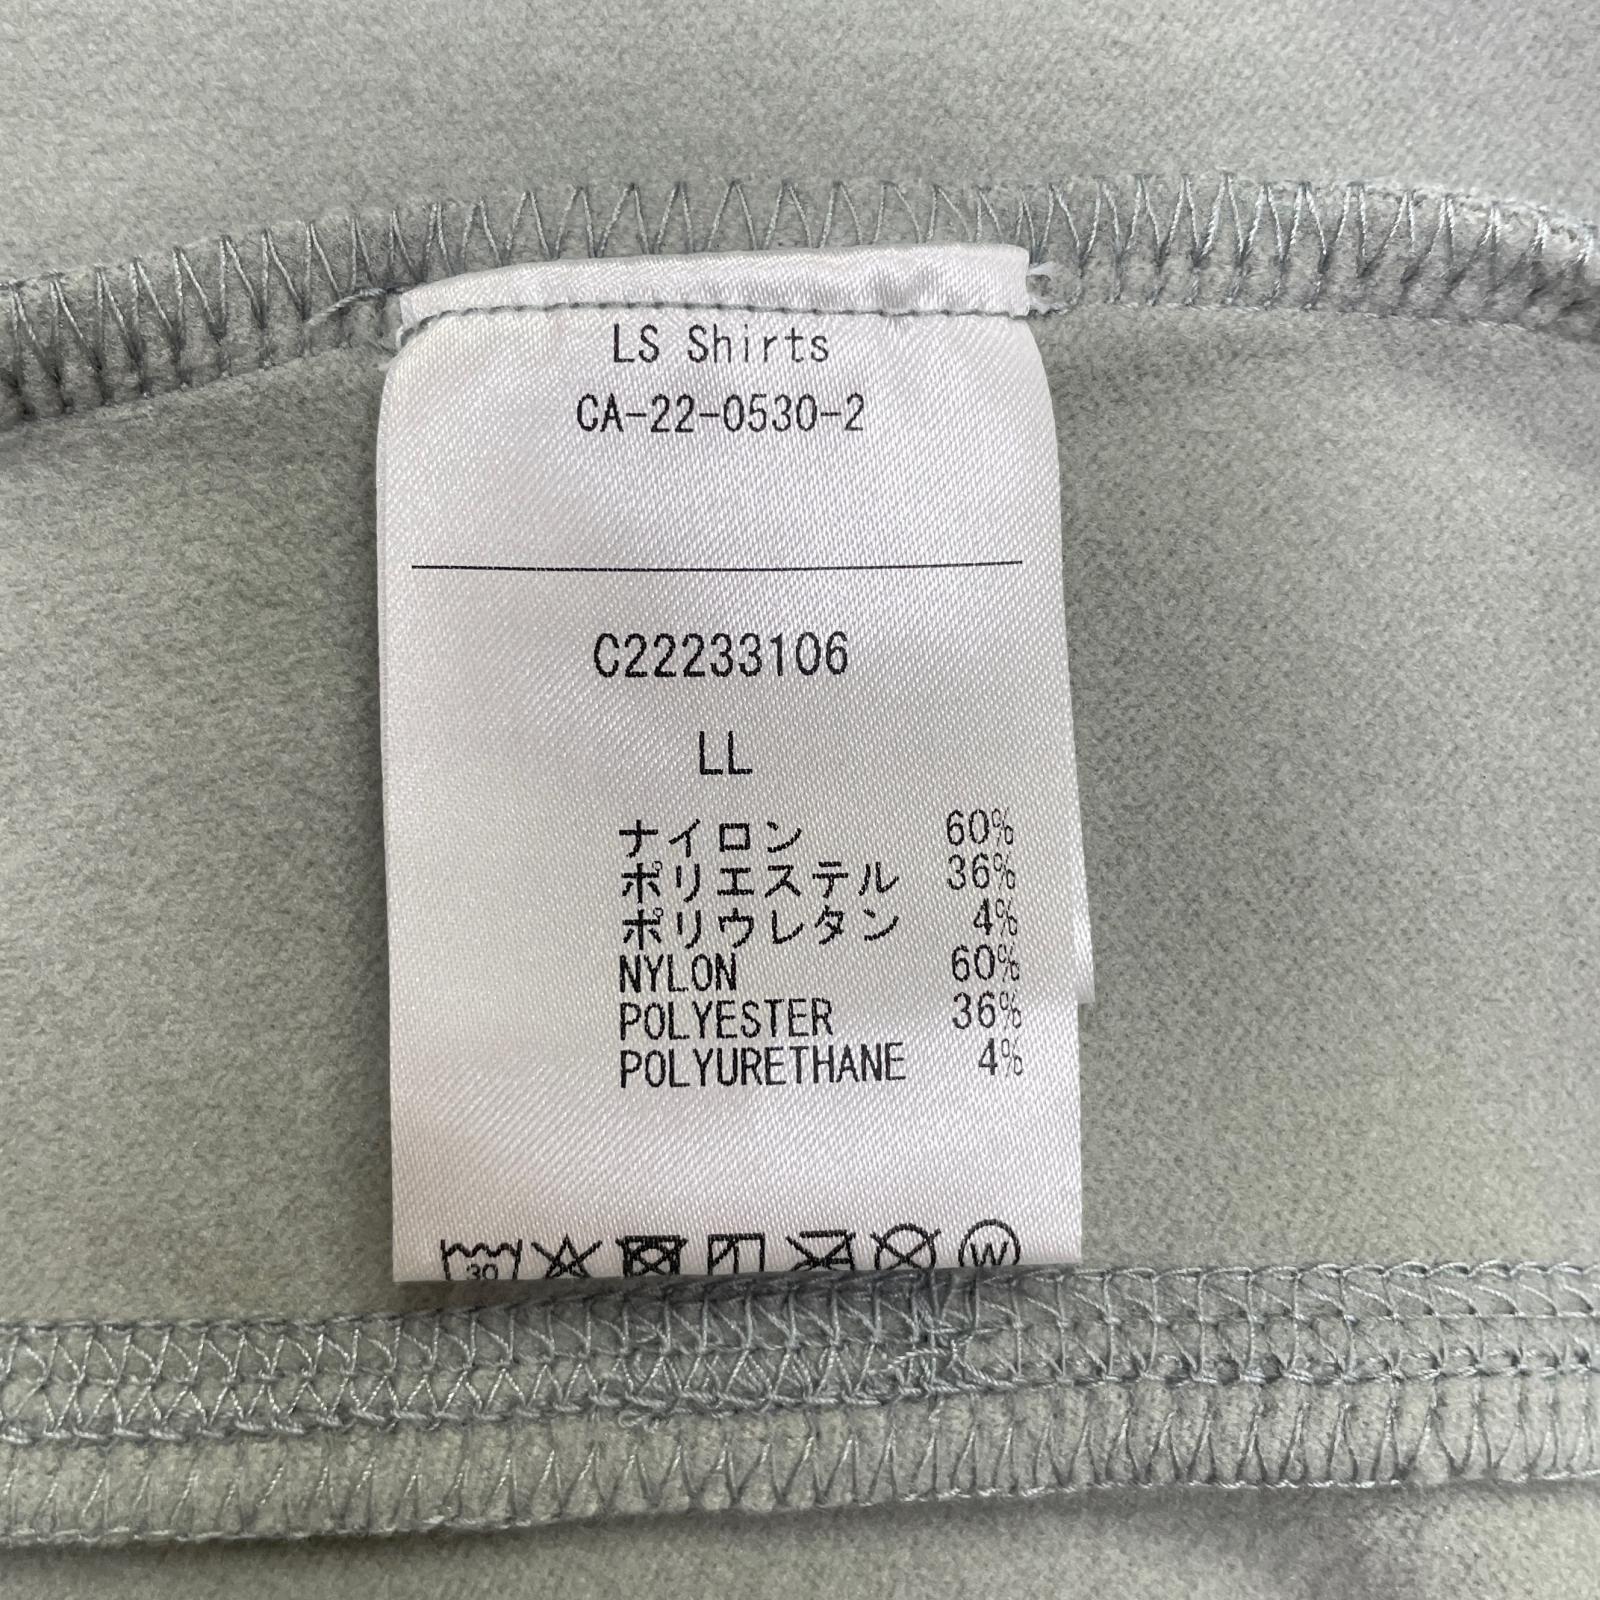 LS Shirts
CA-22-0530-2
C22233106
LL
ナイロン 60%
ポリエステル 36%
ポリウレタン 4%
NYLON 60%
POLYESTER 36%
POLYURETHANE 4%
30
W